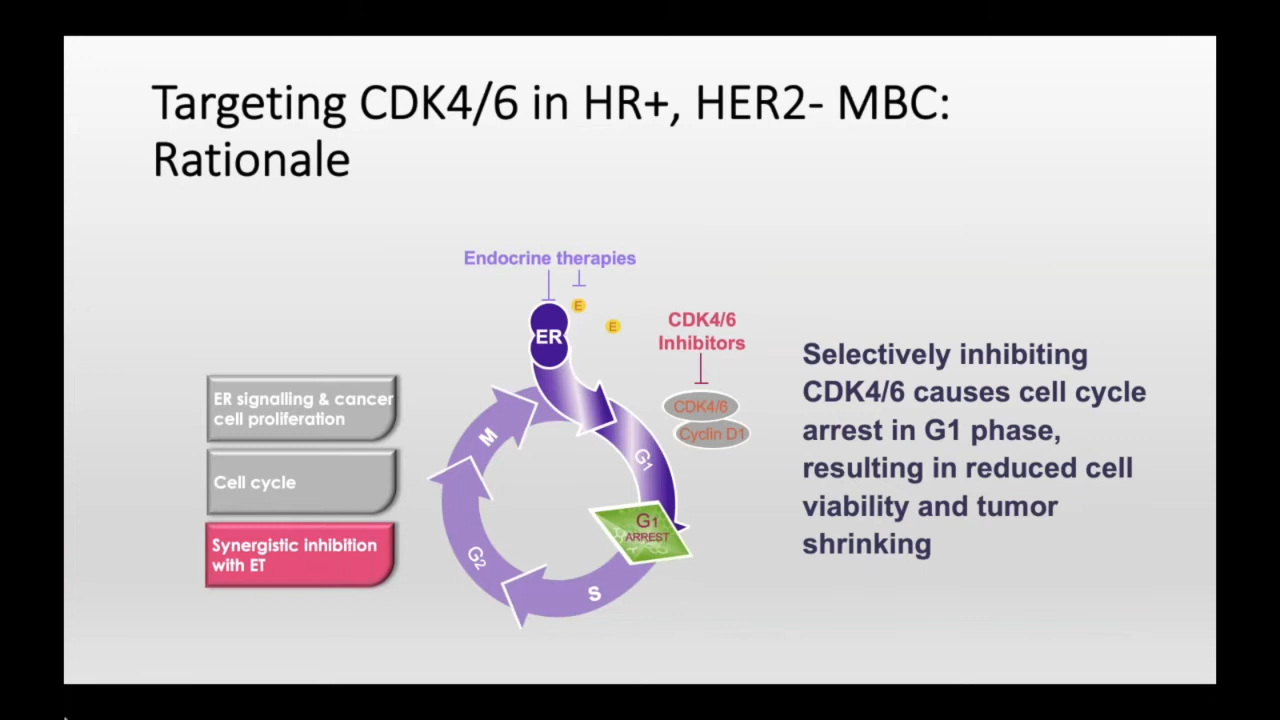 Targeting CDK4/6 in HR+, HER2- MBC:
Rationale
Endocrine therapies
E
E
ER
CDK4/6
Inhibitors
CDK4/6
Cyclin D1
ER signalling & cancer
cell proliferation
Cell cycle
Synergistic inhibition
with ET
M
G1
G1
ARREST
G2
S
Selectively inhibiting
CDK4/6 causes cell cycle
arrest in G1 phase,
resulting in reduced cell
viability and tumor
shrinking